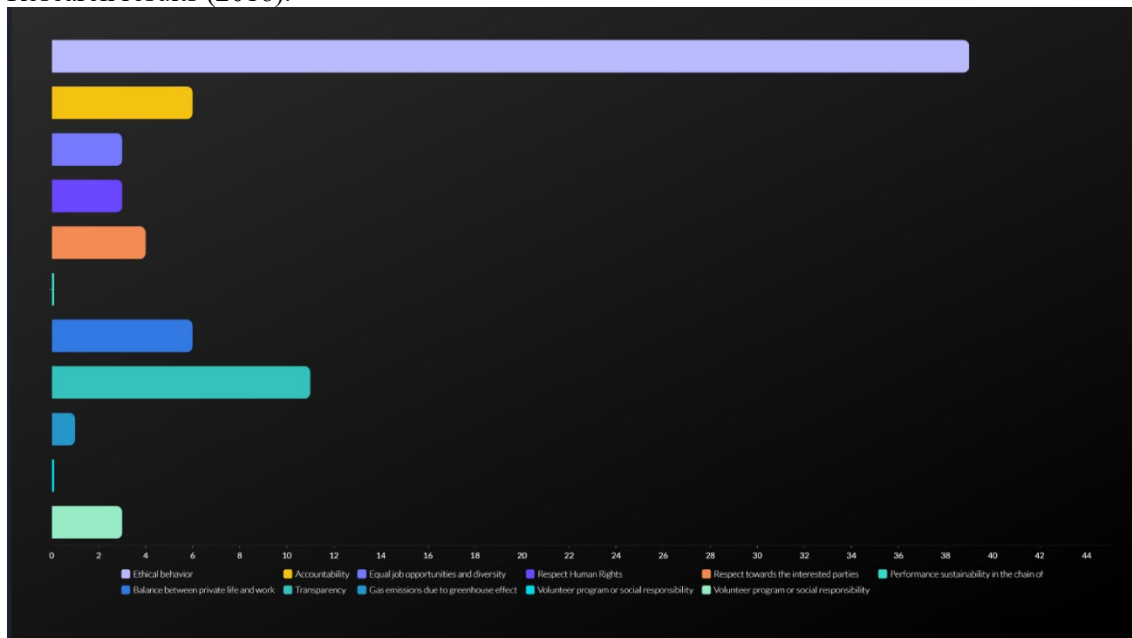 0 2 4 6 8 10 12 14 16 18 20 22 24 26 28 30 32 34 36 38 40 42 44
Ethical behavior Accountability Equal job opportunities and diversity Respect Human Rights Respect towards the interested parties Performance sustainability in the chain of
Balance between private life and work Transparency Gas emissions due to greenhouse effect Volunteer program or social responsibility Volunteer program or social responsibility